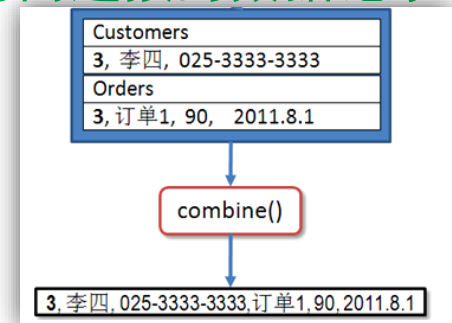 Customers
3, 李四, 025-3333-3333
Orders
3, 订单1, 90, 2011.8.1
combine()
3, 李四, 025-3333-3333,订单1,90,2011.8.1